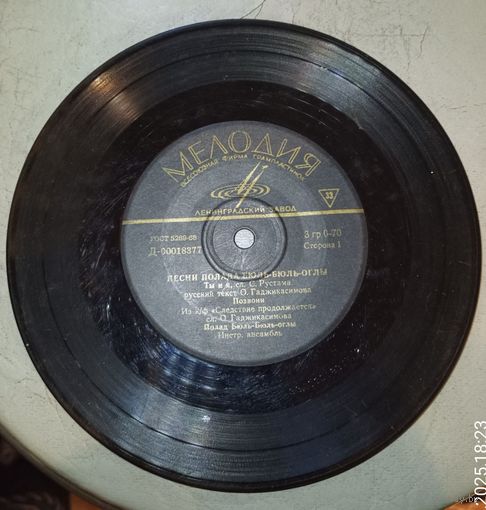 МЕЛОДИЯ
ВСЕСОЮЗНАЯ ФИРМА ГРАМПЛАСТИНОК
33
ЛЕНИНГРАДСКИЙ ЗАВОД
ГОСТ 5289-68
3 гр. 0-70
Д-00018377
Сторона 1
ПЕСНИ ПОЛАДА БЮЛЬ-БЮЛЬ-ОГЛЫ
Ты и я, сл. С. Рустама
русский текст О. Гаджикасимова
Позвони
Из к/ф «Следствие продолжается»
сл. О. Гаджикасимова
Полад Бюль-Бюль-оглы
Инстр. ансамбль
2025.18:23